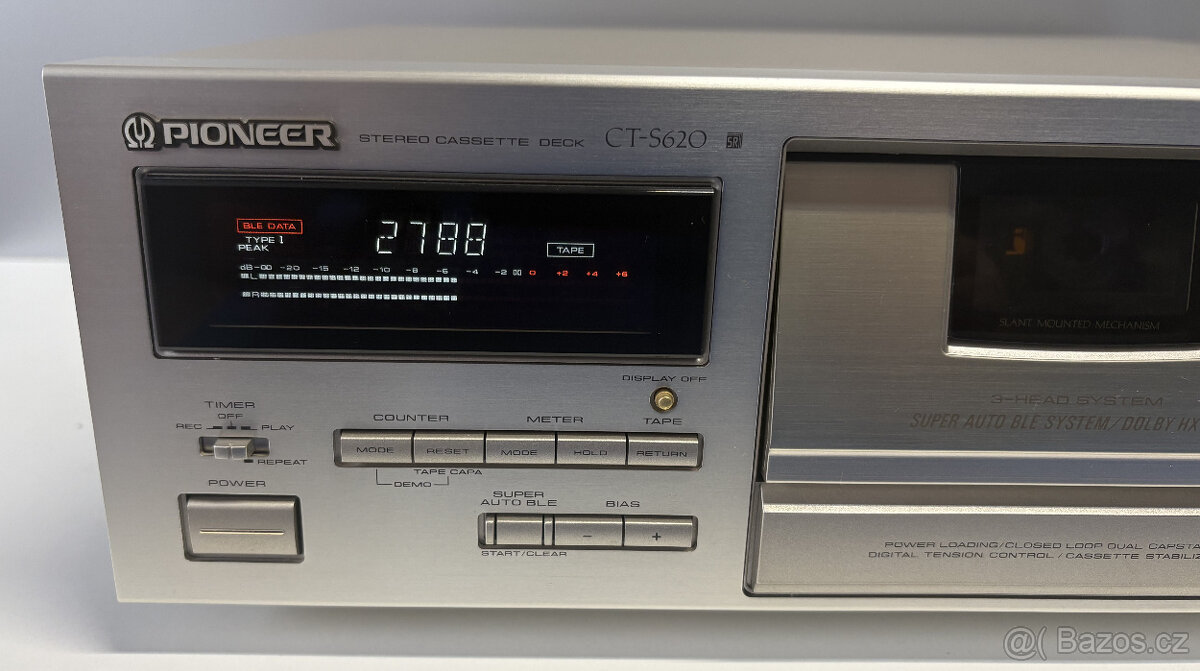 PIONEER STEREO CASSETTE DECK CT-S620 SR
BLE DATA
TYPE I
PEAK
2788
TAPE
dB -∞ -20 -15 -12 -10 -8 -6 -4 -2 0 +2 +4 +6
L
R
DISPLAY OFF
TIMER
OFF
REC PLAY
REPEAT
COUNTER METER TAPE
MODE RESET MODE HOLD RETURN
TAPE CAPA
DEMO
POWER
SUPER
AUTO BLE BIAS
- +
START/CLEAR
SLANT MOUNTED MECHANISM
3-HEAD SYSTEM
SUPER AUTO BLE SYSTEM/DOLBY HX
POWER LOADING/CLOSED LOOP DUAL CAPSTA
DIGITAL TENSION CONTROL/CASSETTE STABILIZ
@( Bazos.cz